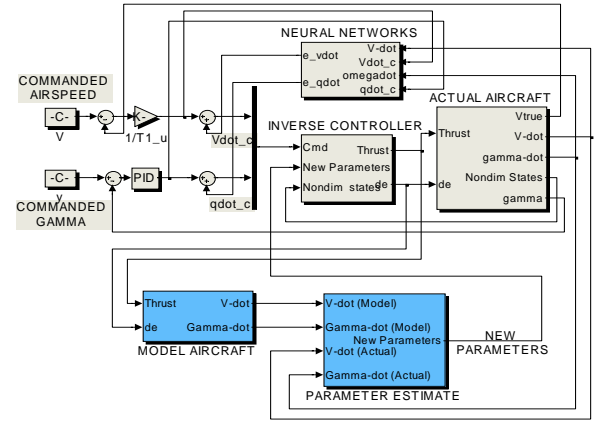 NEURAL NETWORKS
e_vdot
e_qdot
V-dot
Vdot_c
omegadot
qdot_c
COMMANDED
AIRSPEED
-C-
V
K-
1/T1_u
Vdot_c
-C-
γ
COMMANDED
GAMMA
PID
qdot_c
INVERSE CONTROLLER
Cmd
New Parameters
Nondim states
Thrust
de
ACTUAL AIRCRAFT
Thrust
de
Vtrue
V-dot
gamma-dot
Nondim States
gamma
Thrust
de
V-dot
Gamma-dot
MODEL AIRCRAFT
V-dot (Model)
Gamma-dot (Model)
New Parameters
V-dot (Actual)
Gamma-dot (Actual)
PARAMETER ESTIMATE
NEW
PARAMETERS